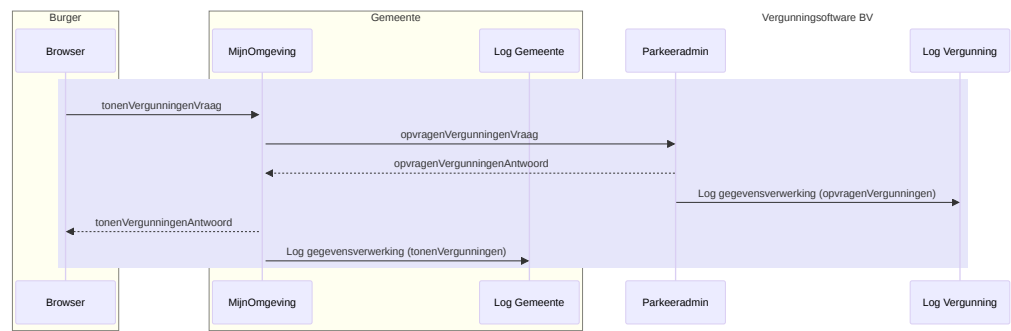 Burger
Gemeente
Vergunningsoftware BV
Browser
MijnOmgeving
Log Gemeente
Parkeeradmin
Log Vergunning
tonenVergunningenVraag
opvragenVergunningenVraag
opvragenVergunningenAntwoord
Log gegevensverwerking (opvragenVergunningen)
tonenVergunningenAntwoord
Log gegevensverwerking (tonenVergunningen)
Browser
MijnOmgeving
Log Gemeente
Parkeeradmin
Log Vergunning